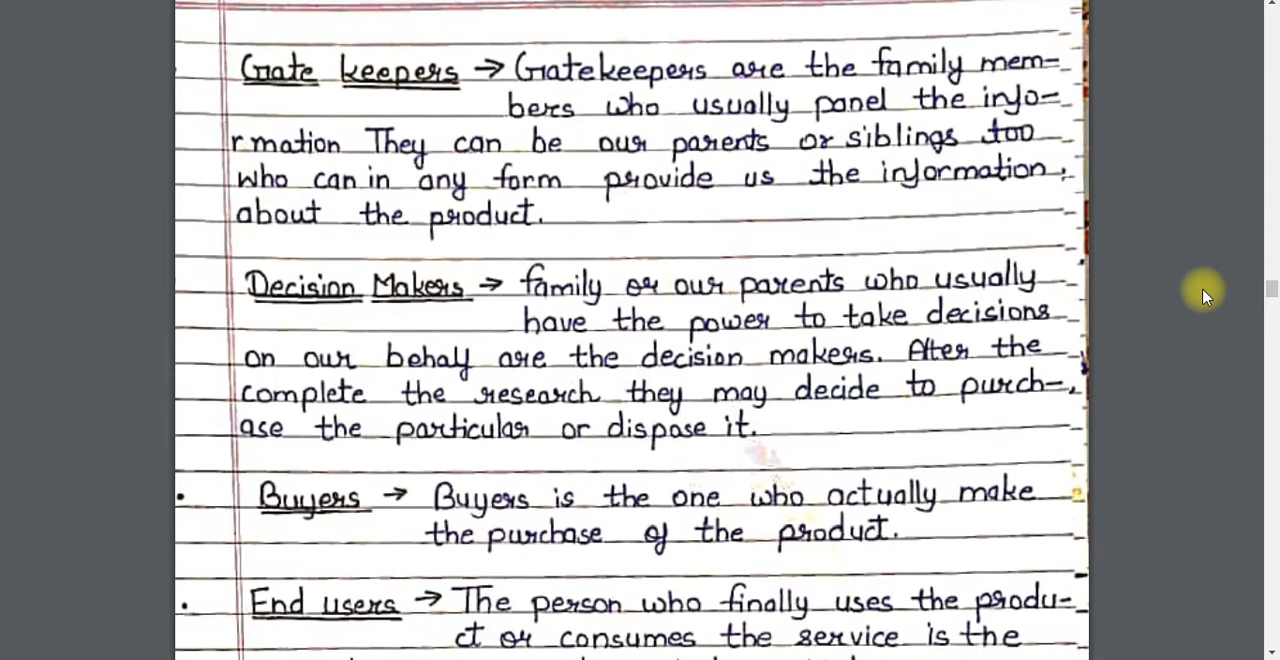 Gate keepers → Gatekeepers are the family mem-
bers who usually panel the info-
rmation They can be our parents or siblings too
who can in any form provide us the information
about the product.
Decision Makers → family or our parents who usually
have the power to take decisions
on our behalf are the decision makers. After the
complete the research they may decide to purch-
ase the particular or dispose it.
• Buyers → Buyers is the one who actually make
the purchase of the product.
• End users → The person who finally uses the produ-
ct or consumes the service is the